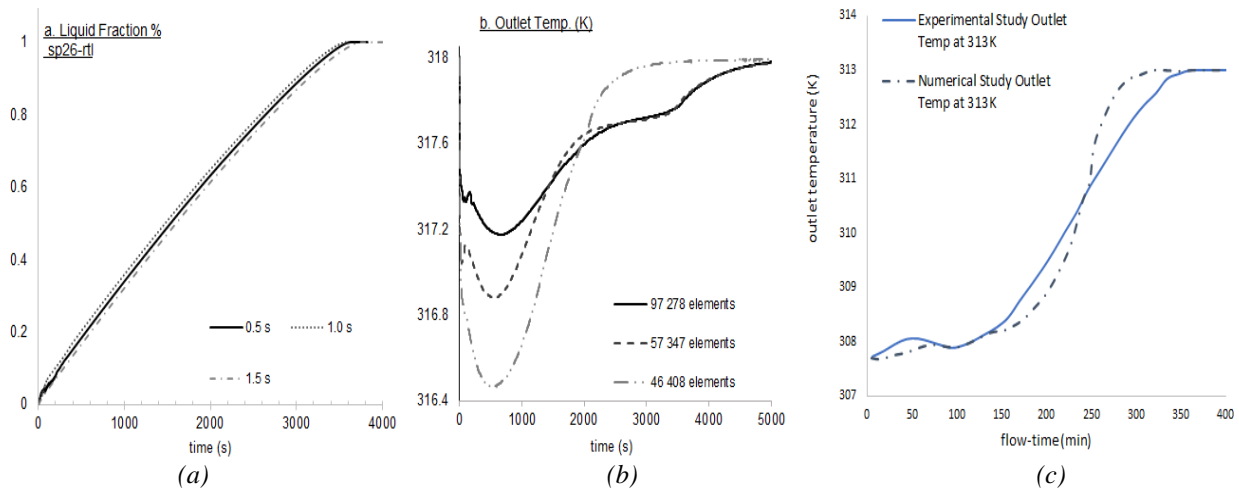 a. Liquid Fraction %
sp26-rtl
1
0.8
0.6
0.4
0.2
0
0 1000 2000 3000 4000
time (s)
0.5 s 1.0 s
1.5 s
(a)
b. Outlet Temp. (K)
318
317.6
317.2
316.8
316.4
0 1000 2000 3000 4000 5000
time (s)
97 278 elements
57 347 elements
46 408 elements
(b)
314
313
312
311
310
309
308
307
outlet temperature (K)
0 50 100 150 200 250 300 350 400
flow-time (min)
Experimental Study Outlet
Temp at 313K
Numerical Study Outlet
Temp at 313K
(c)